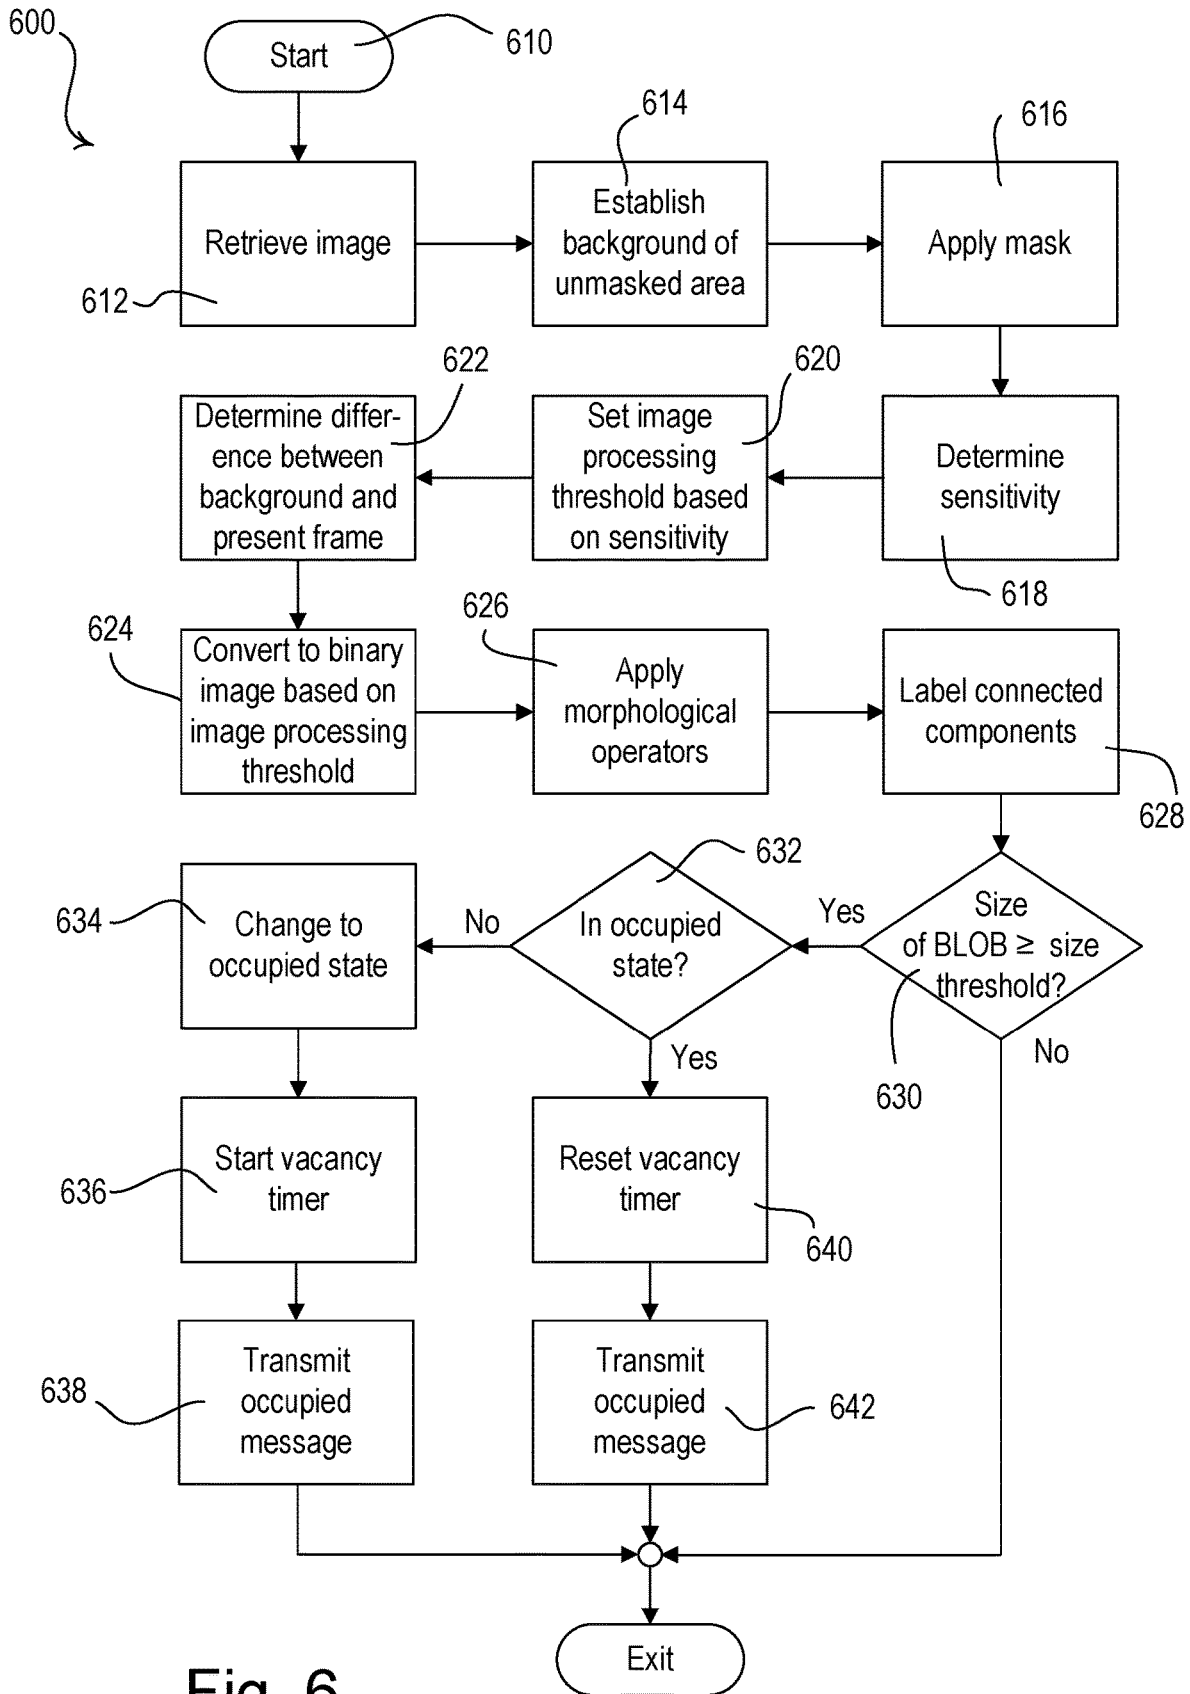 600
Start
610
614
616
Retrieve image
612
Establish
background of
unmasked area
Apply mask
622
620
Determine differ-
ence between
background and
present frame
Set image
processing
threshold based
on sensitivity
Determine
sensitivity
618
624
626
Convert to binary
image based on
image processing
threshold
Apply
morphological
operators
Label connected
components
628
632
634
Change to
occupied state
No
In occupied
state?
Yes
Size
of BLOB ≥ size
threshold?
630
Yes
No
636
Start vacancy
timer
Reset vacancy
timer
640
638
Transmit
occupied
message
Transmit
occupied
message
642
Exit
Fig. 6